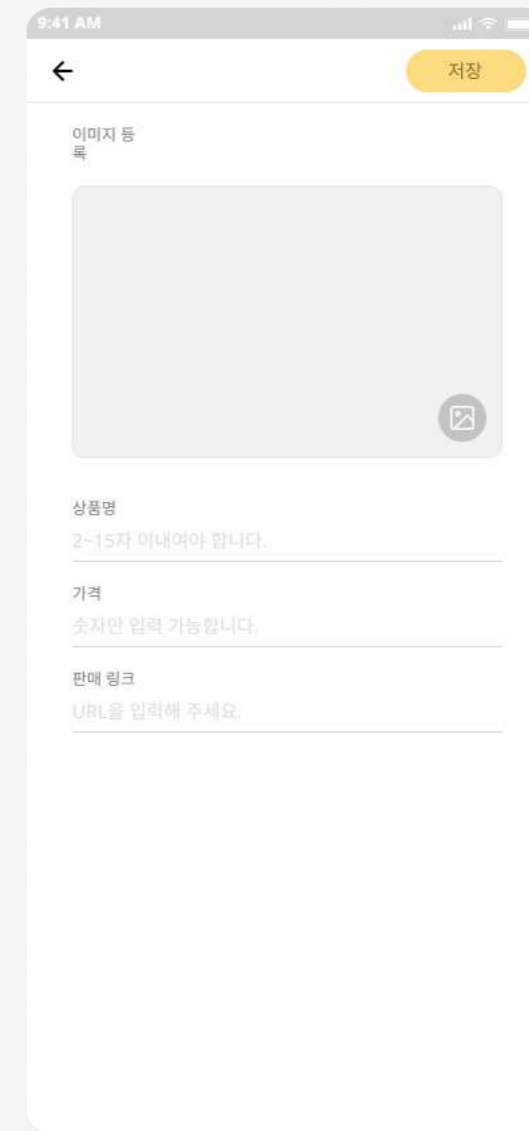 9:41 AM
저장
이미지 등
록
상품명
2~15자 이내여야 합니다.
가격
숫자만 입력 가능합니다.
판매 링크
URL을 입력해 주세요.